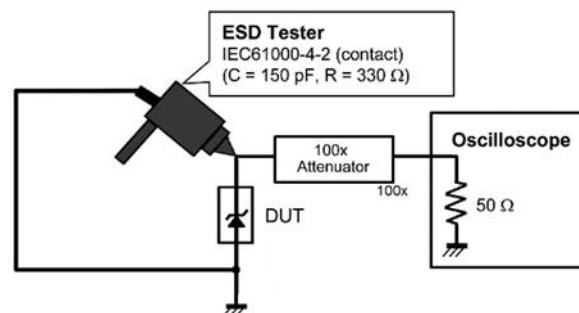 ESD Tester
IEC61000-4-2 (contact)
(C = 150 pF, R = 330 Ω)
Oscilloscope
100x
Attenuator
100x
50 Ω
DUT